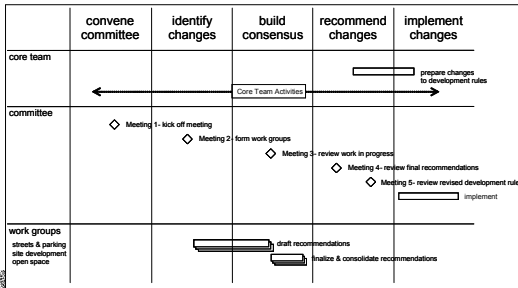 convene committee
identify changes
build consensus
recommend changes
implement changes
core team
prepare changes
to development rules
Core Team Activities
committee
Meeting 1- kick off meeting
Meeting 2- form work groups
Meeting 3- review work in progress
Meeting 4- review final recommendations
Meeting 5- review revised development rule
implement
work groups
streets & parking
site development
open space
draft recommendations
finalize & consolidate recommendations